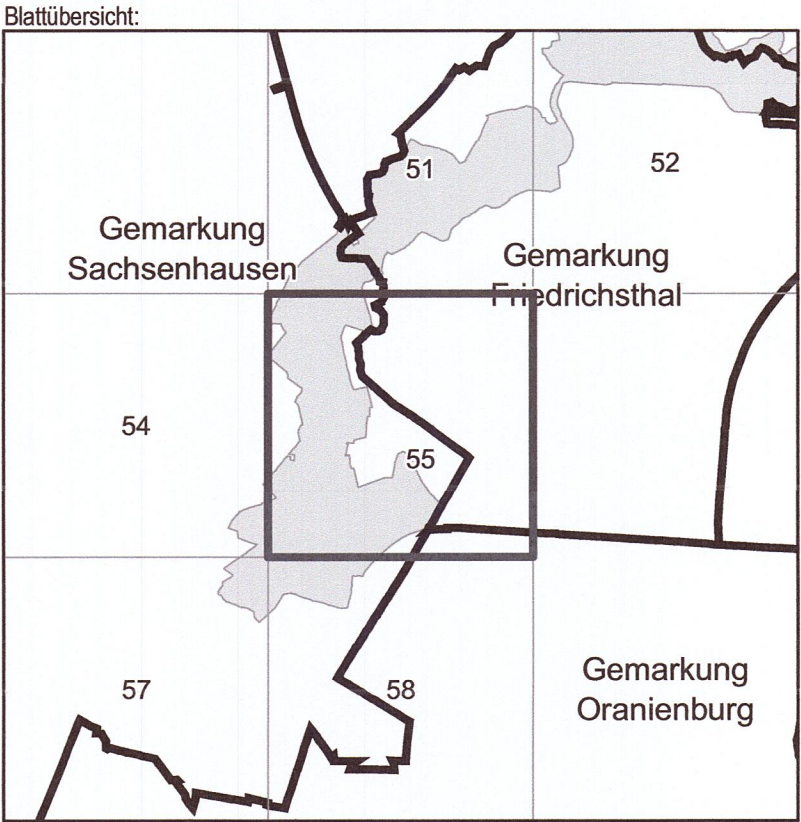 Blattübersicht:
51
52
Gemarkung
Sachsenhausen
Gemarkung
Friedrichsthal
54
55
57
58
Gemarkung
Oranienburg